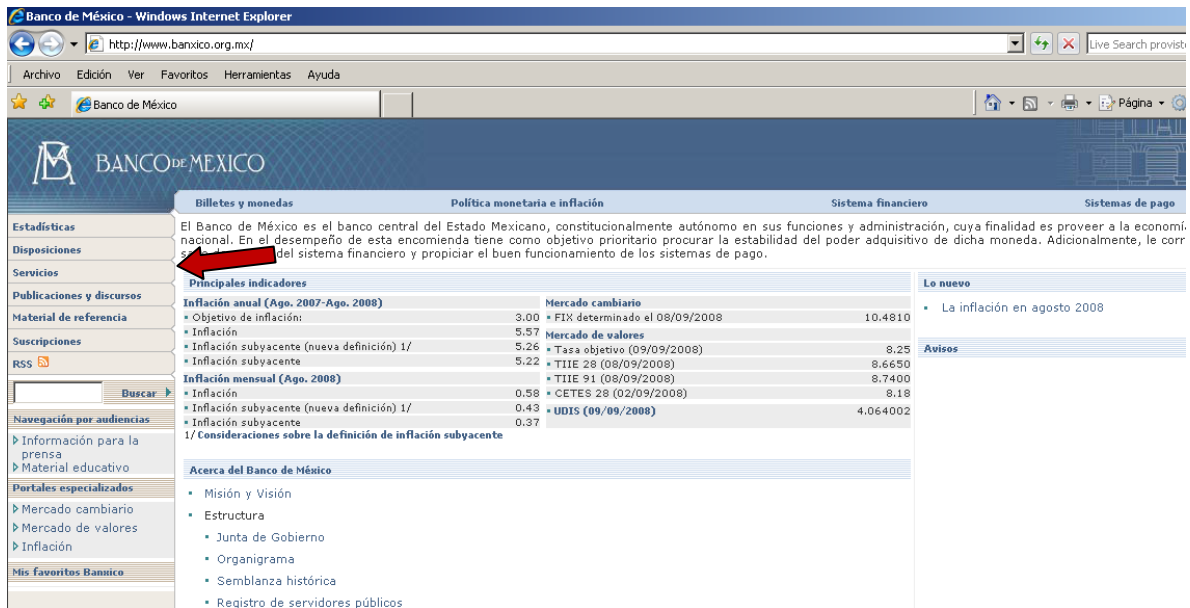 Banco de México - Windows Internet Explorer
http://www.banxico.org.mx/
Live Search
Archivo Edición Ver Favoritos Herramientas Ayuda
Banco de México
Página
BM
BANCO DE MEXICO
Billetes y monedas Política monetaria e inflación Sistema financiero Sistemas de pago
Estadísticas
Disposiciones
Servicios
Publicaciones y discursos
Material de referencia
Suscripciones
RSS
Buscar
Navegación por audiencias
Información para la
prensa
Material educativo
Portales especializados
Mercado cambiario
Mercado de valores
Inflación
Mis favoritos Banxico
El Banco de México es el banco central del Estado Mexicano, constitucionalmente autónomo en sus funciones y administración, cuya finalidad es proveer a la economí
nacional. En el desempeño de esta encomienda tiene como objetivo prioritario procurar la estabilidad del poder adquisitivo de dicha moneda. Adicionalmente, le corr
del sistema financiero y propiciar el buen funcionamiento de los sistemas de pago.
Principales indicadores
Inflación anual (Ago. 2007-Ago. 2008)
Objetivo de inflación: 3.00
Inflación 5.57
Inflación subyacente (nueva definición) 1/ 5.26
Inflación subyacente 5.22
Inflación mensual (Ago. 2008)
Inflación 0.58
Inflación subyacente (nueva definición) 1/ 0.43
Inflación subyacente 0.37
1/ Consideraciones sobre la definición de inflación subyacente
Mercado cambiario
FIX determinado el 08/09/2008 10.4810
Mercado de valores
Tasa objetivo (09/09/2008) 8.25
TIIE 28 (08/09/2008) 8.6650
TIIE 91 (08/09/2008) 8.7400
CETES 28 (02/09/2008) 8.18
UDIS (09/09/2008) 4.064002
Lo nuevo
La inflación en agosto 2008
Avisos
Acerca del Banco de México
Misión y Visión
Estructura
Junta de Gobierno
Organigrama
Semblanza histórica
Registro de servidores públicos